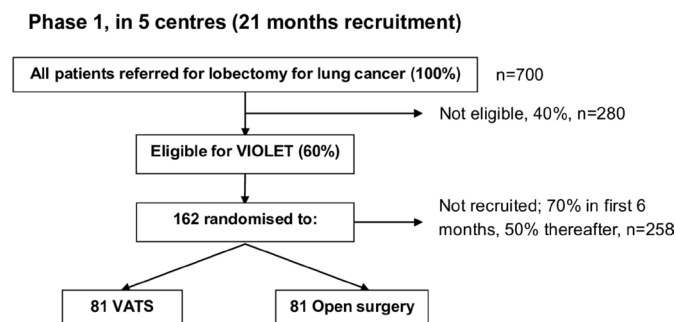 Phase 1, in 5 centres (21 months recruitment)
All patients referred for lobectomy for lung cancer (100%)
n=700
Not eligible, 40%, n=280
Eligible for VIOLET (60%)
162 randomised to:
Not recruited; 70% in first 6
months, 50% thereafter, n=258
81 VATS
81 Open surgery